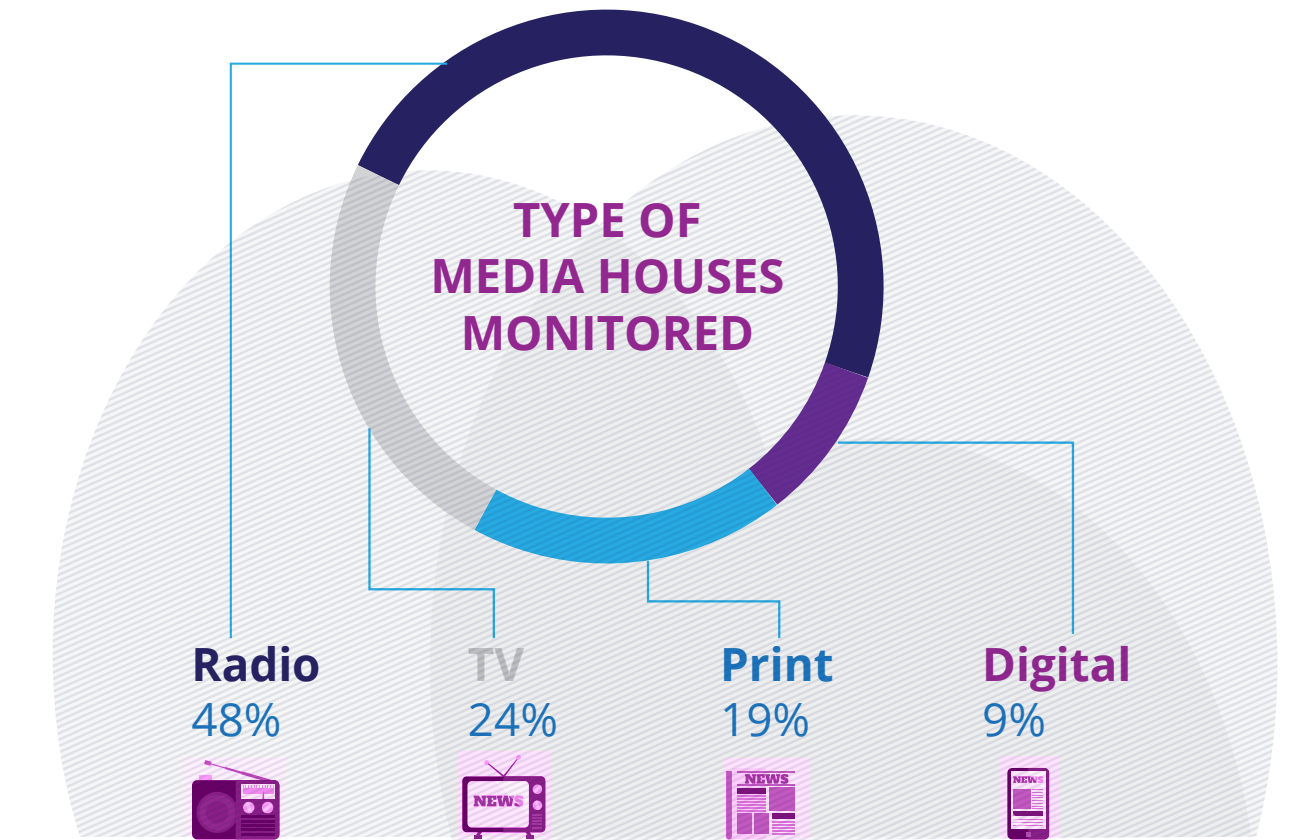 TYPE OF
MEDIA HOUSES
MONITORED
Radio
48%
TV
24%
Print
19%
Digital
9%
NEWS
NEWS
NEWS